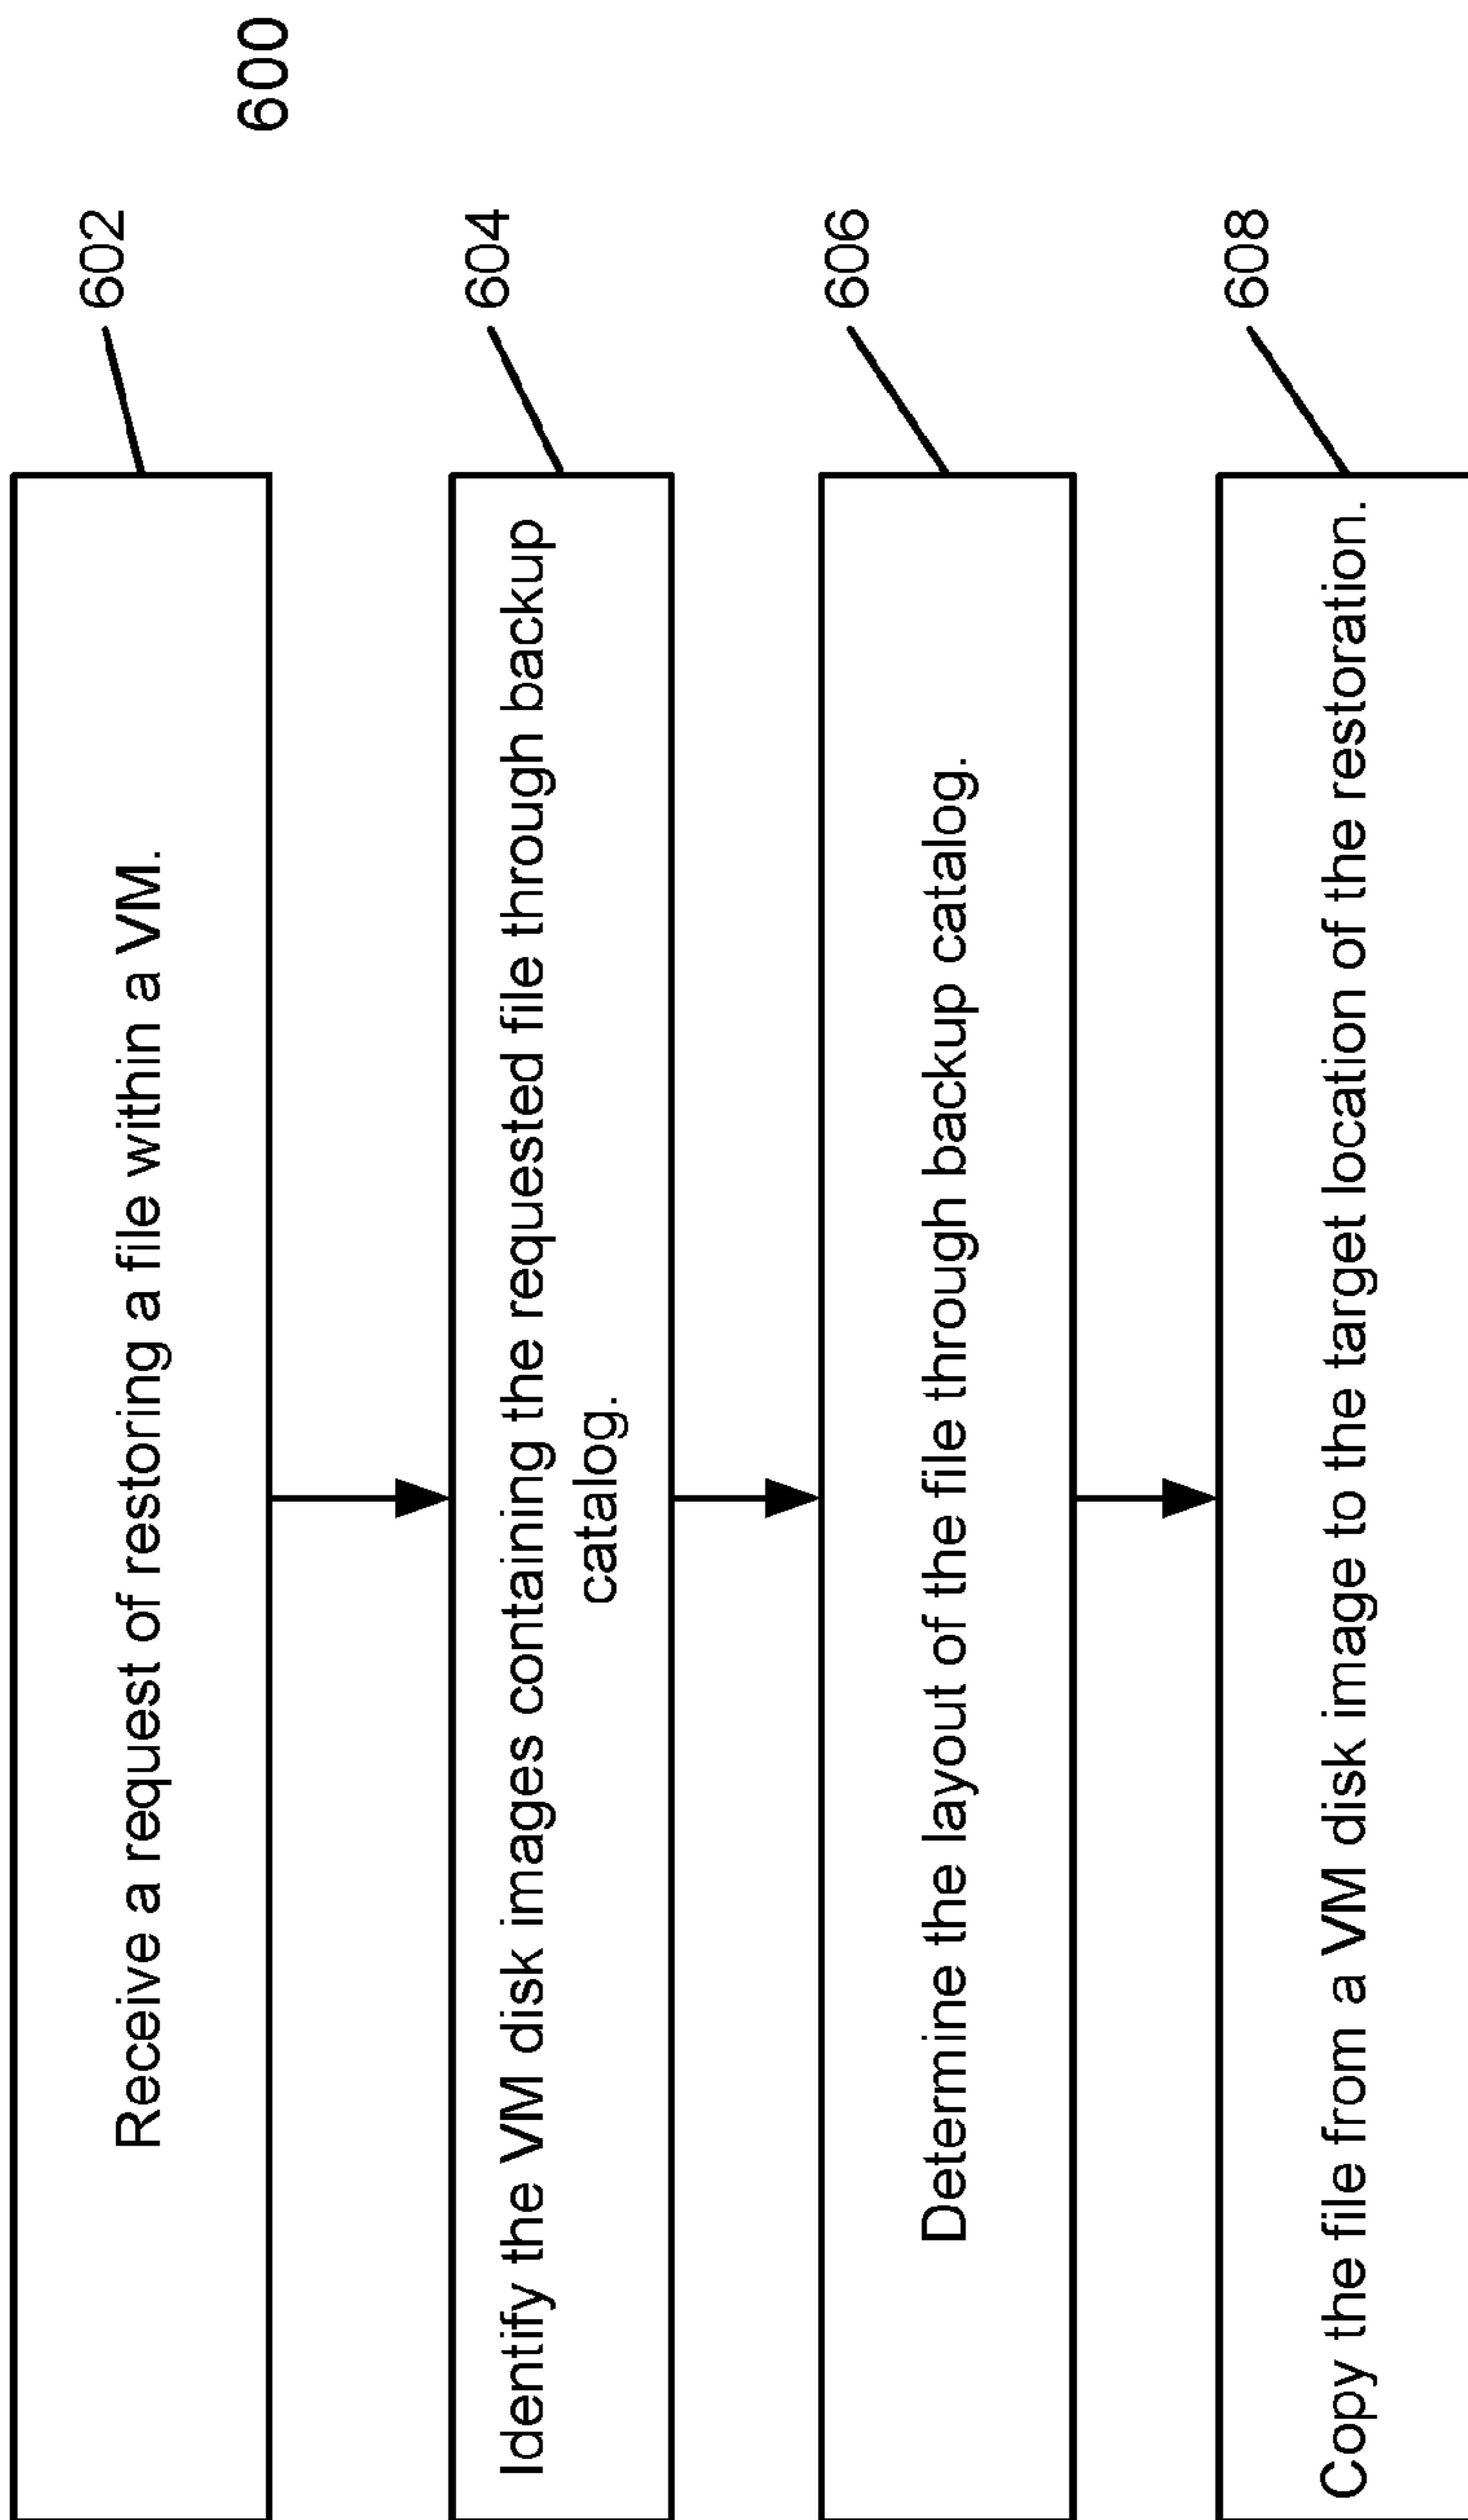 600
602
Receive a request of restoring a file within a VM.
604
Identify the VM disk images containing the requested file through backup
catalog.
606
Determine the layout of the file through backup catalog.
608
Copy the file from a VM disk image to the target location of the restoration.